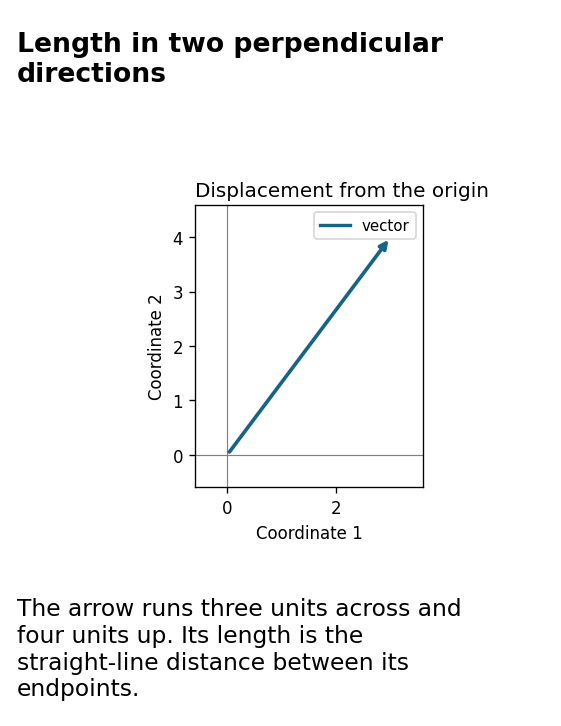 Length in two perpendicular
directions
Displacement from the origin
vector
4
3
2
1
0
Coordinate 2
0 2
Coordinate 1
The arrow runs three units across and
four units up. Its length is the
straight-line distance between its
endpoints.